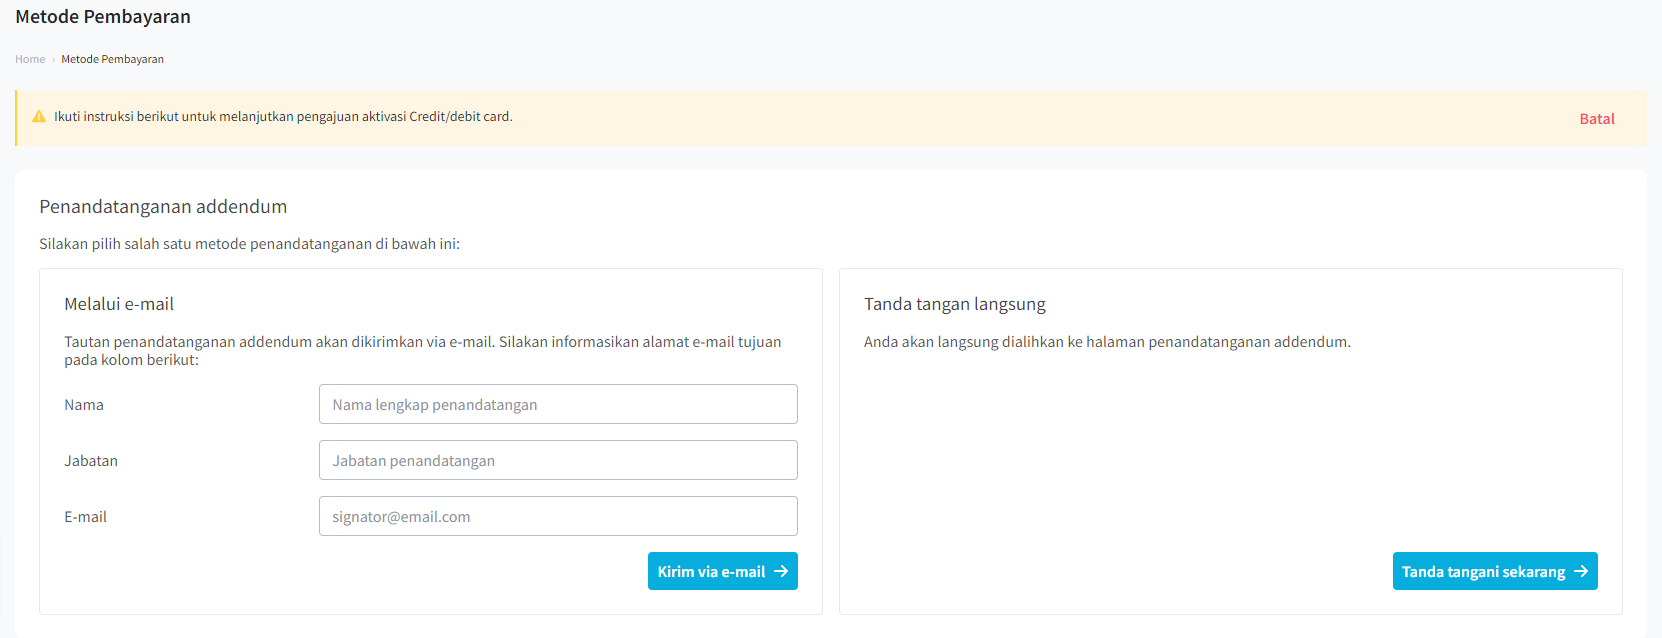 Metode Pembayaran
Home › Metode Pembayaran
Ikuti instruksi berikut untuk melanjutkan pengajuan aktivasi Credit/debit card.
Batal
Penandatanganan addendum
Silakan pilih salah satu metode penandatanganan di bawah ini:
Melalui e-mail
Tautan penandatanganan addendum akan dikirimkan via e-mail. Silakan informasikan alamat e-mail tujuan
pada kolom berikut:
Nama
Nama lengkap penandatangan
Jabatan
Jabatan penandatangan
E-mail
signator@email.com
Kirim via e-mail →
Tanda tangan langsung
Anda akan langsung dialihkan ke halaman penandatanganan addendum.
Tanda tangani sekarang →